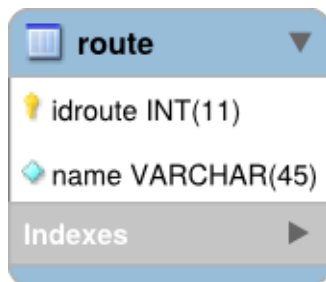 route
idroute INT(11)
name VARCHAR(45)
Indexes